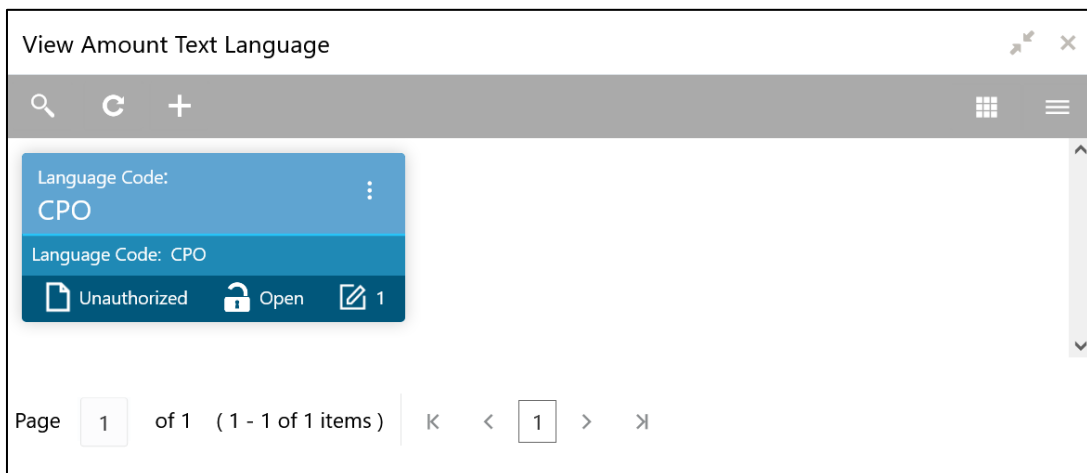 View Amount Text Language
Language Code:
CPO
Language Code: CPO
Unauthorized Open 1
Page 1 of 1 ( 1 - 1 of 1 items ) 1